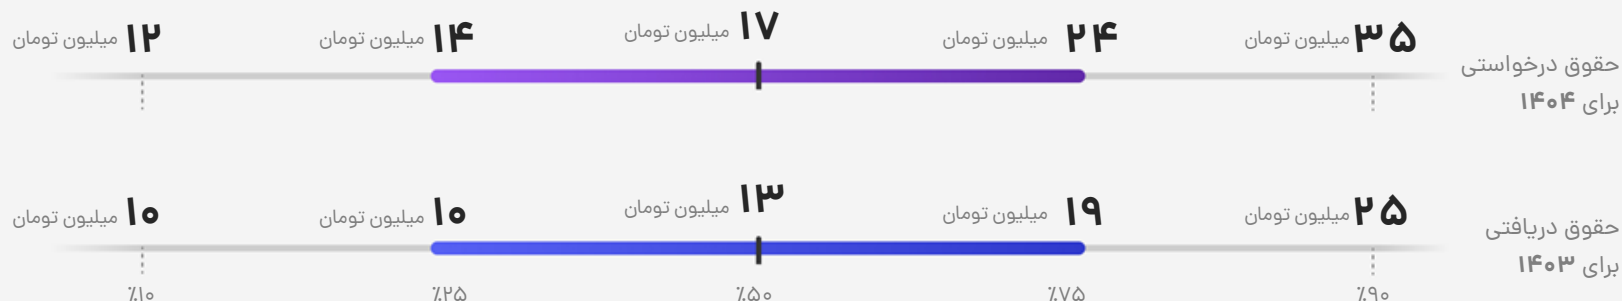 حقوق درخواستی
برای ۱۴۰۴
۳۵ میلیون تومان
۲۴ میلیون تومان
۱۷ میلیون تومان
۱۴ میلیون تومان
۱۲ میلیون تومان
حقوق دریافتی
برای ۱۴۰۳
۲۵ میلیون تومان
۱۹ میلیون تومان
۱۳ میلیون تومان
۱۰ میلیون تومان
۱۰ میلیون تومان
٪۹۰
٪۷۵
٪۵۰
٪۲۵
٪۱۰